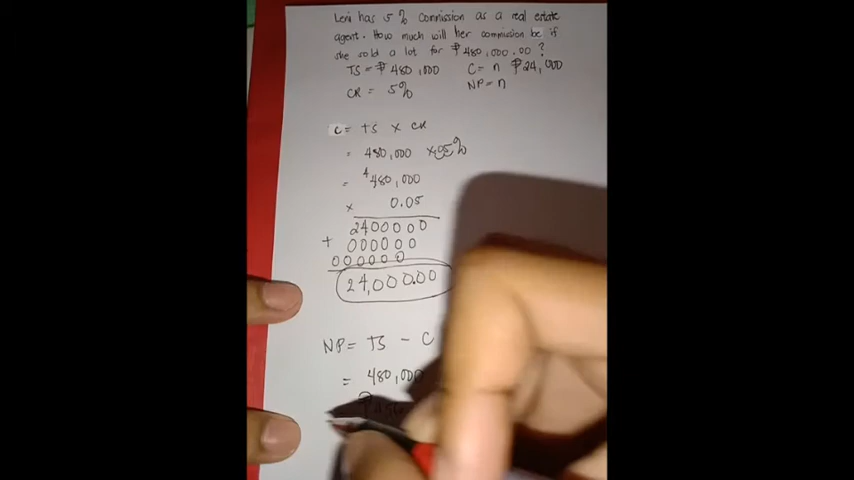 Leni has 5% commission as a real estate
agent. How much will her commission be if
she sold a lot for ₱480,000.00?
TS = ₱480,000 C = n ₱24,000
CR = 5% NP = n
C = TS x CR
= 480,000 x .05%
= 4 480,000
x 0.05
2400000
+ 000000
000000
24,000.00
NP = TS - C
= 480,000
₱